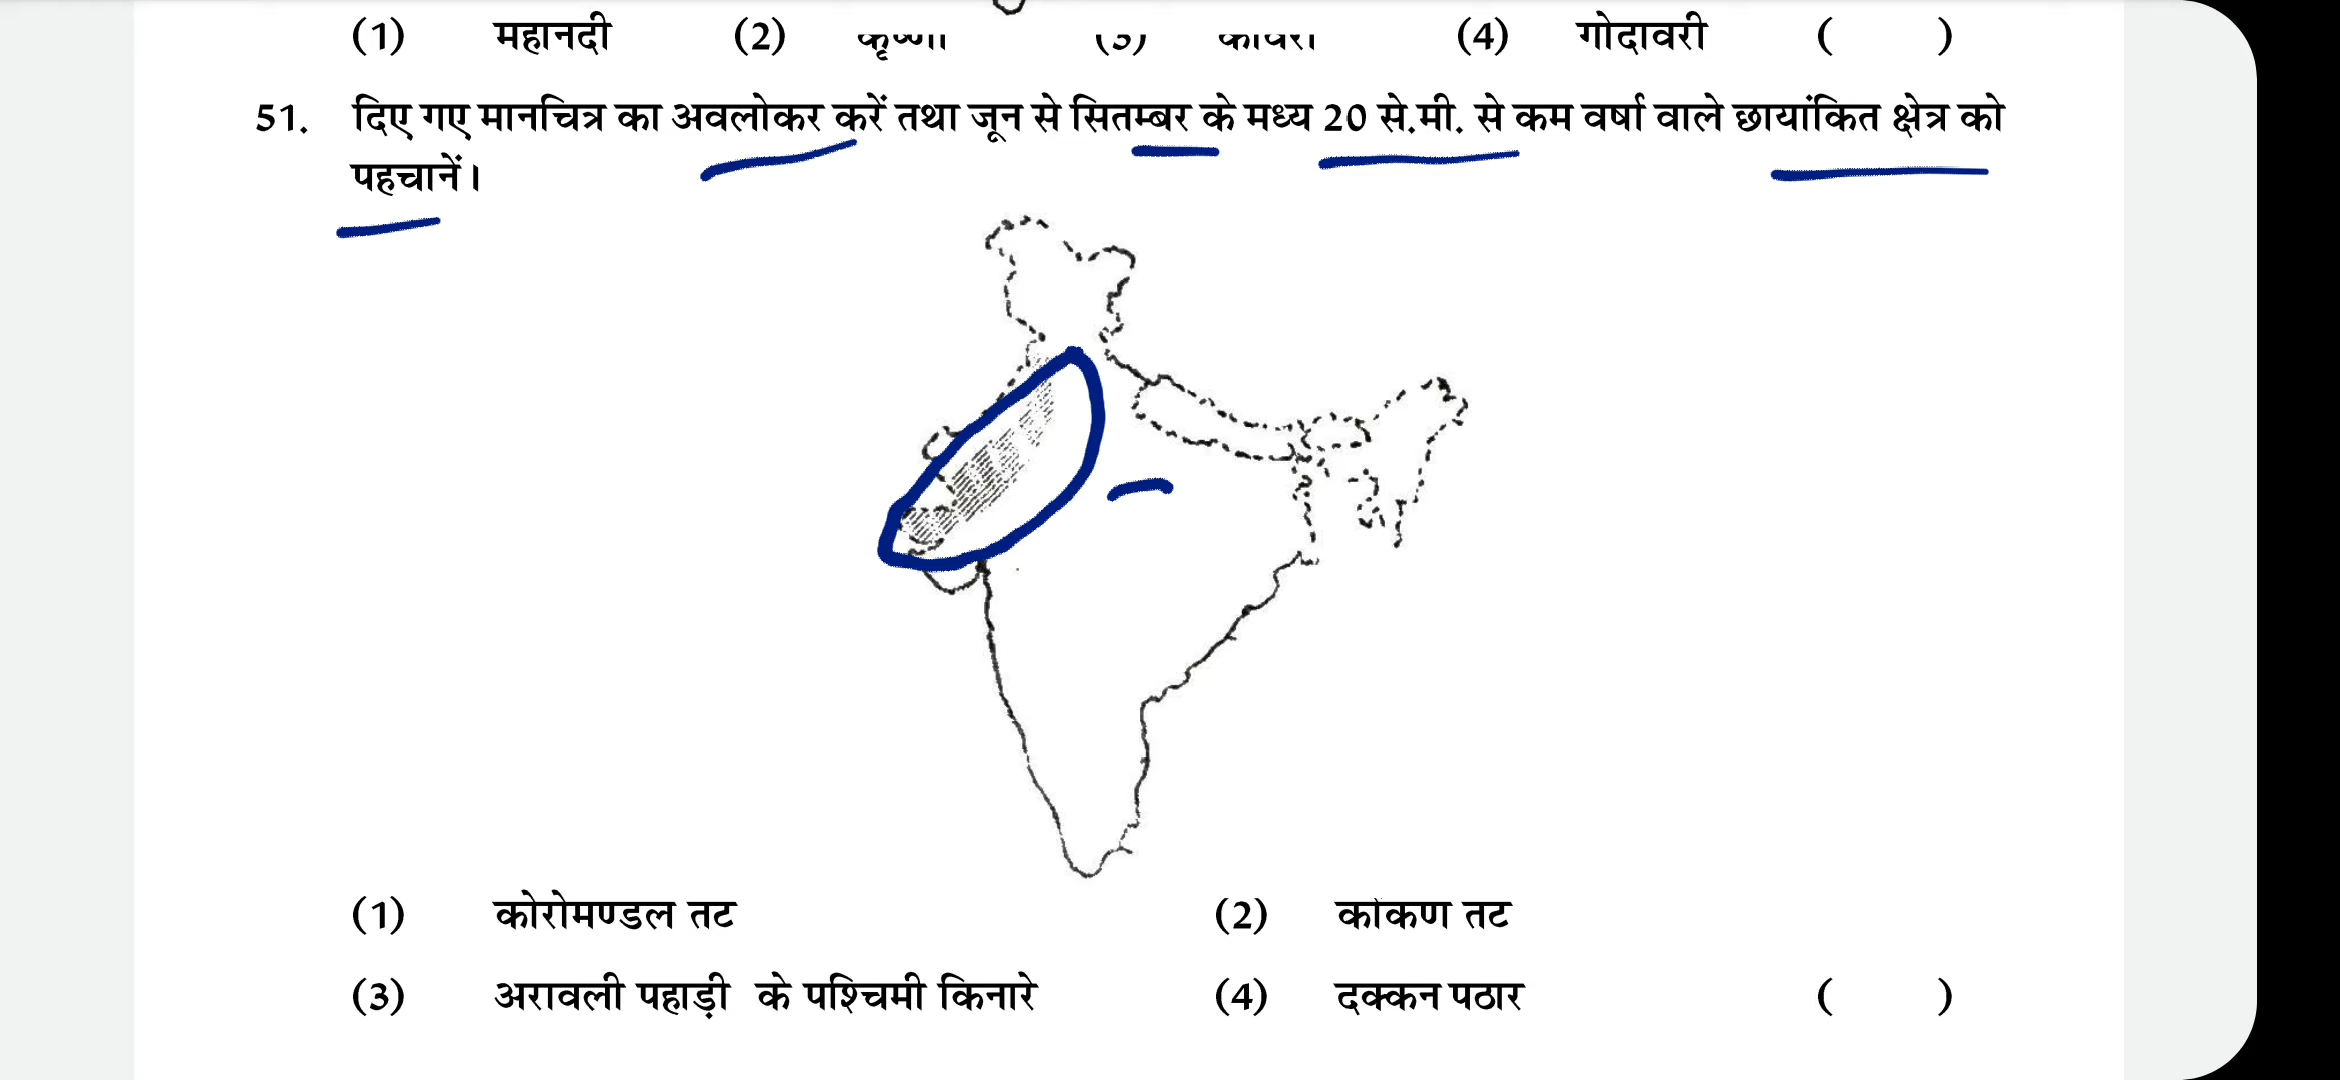 (1) महानदी (2) (4) गोदावरी ( )
51. दिए गए मानचित्र का अवलोकर करें तथा जून से सितम्बर के मध्य 20 से.मी. से कम वर्षा वाले छायांकित क्षेत्र को
पहचानें।
(1) कोरोमण्डल तट (2) कांकण तट
(3) अरावली पहाड़ी के पश्चिमी किनारे (4) दक्कन पठार ( )